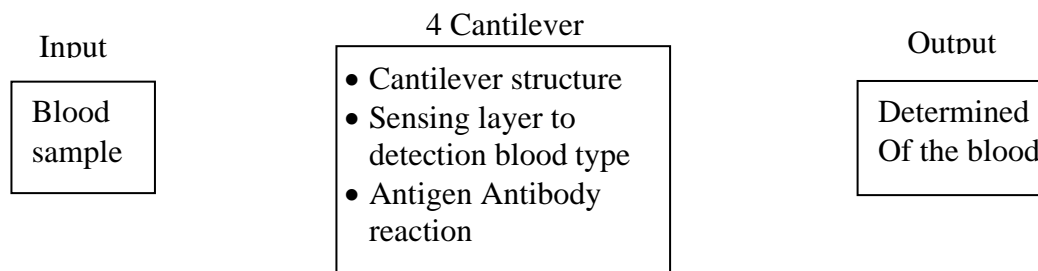 Input
Blood
sample
4 Cantilever
• Cantilever structure
• Sensing layer to
detection blood type
• Antigen Antibody
reaction
Output
Determined
Of the blood